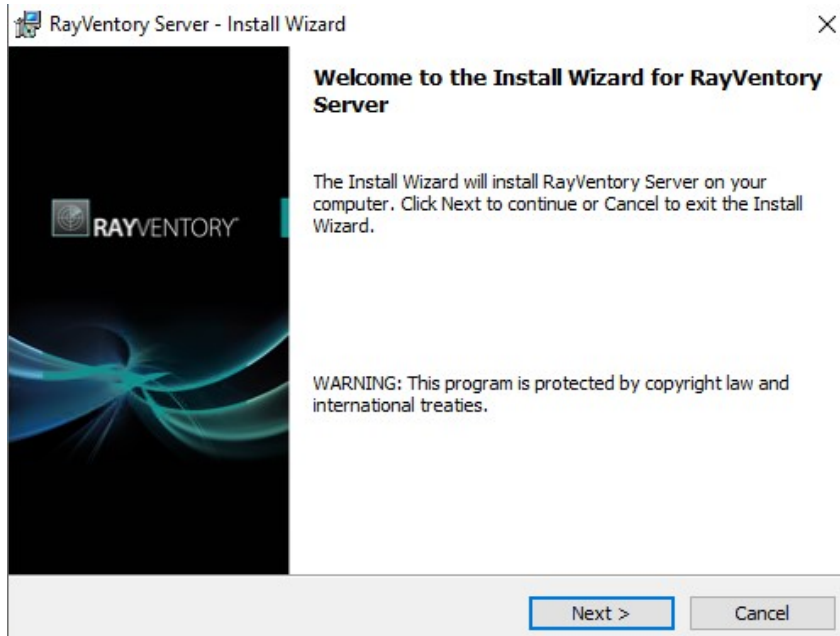 RayVentory Server - Install Wizard
Welcome to the Install Wizard for RayVentory
Server
The Install Wizard will install RayVentory Server on your
computer. Click Next to continue or Cancel to exit the Install
Wizard.
RAYVENTORY
WARNING: This program is protected by copyright law and
international treaties.
Next >
Cancel